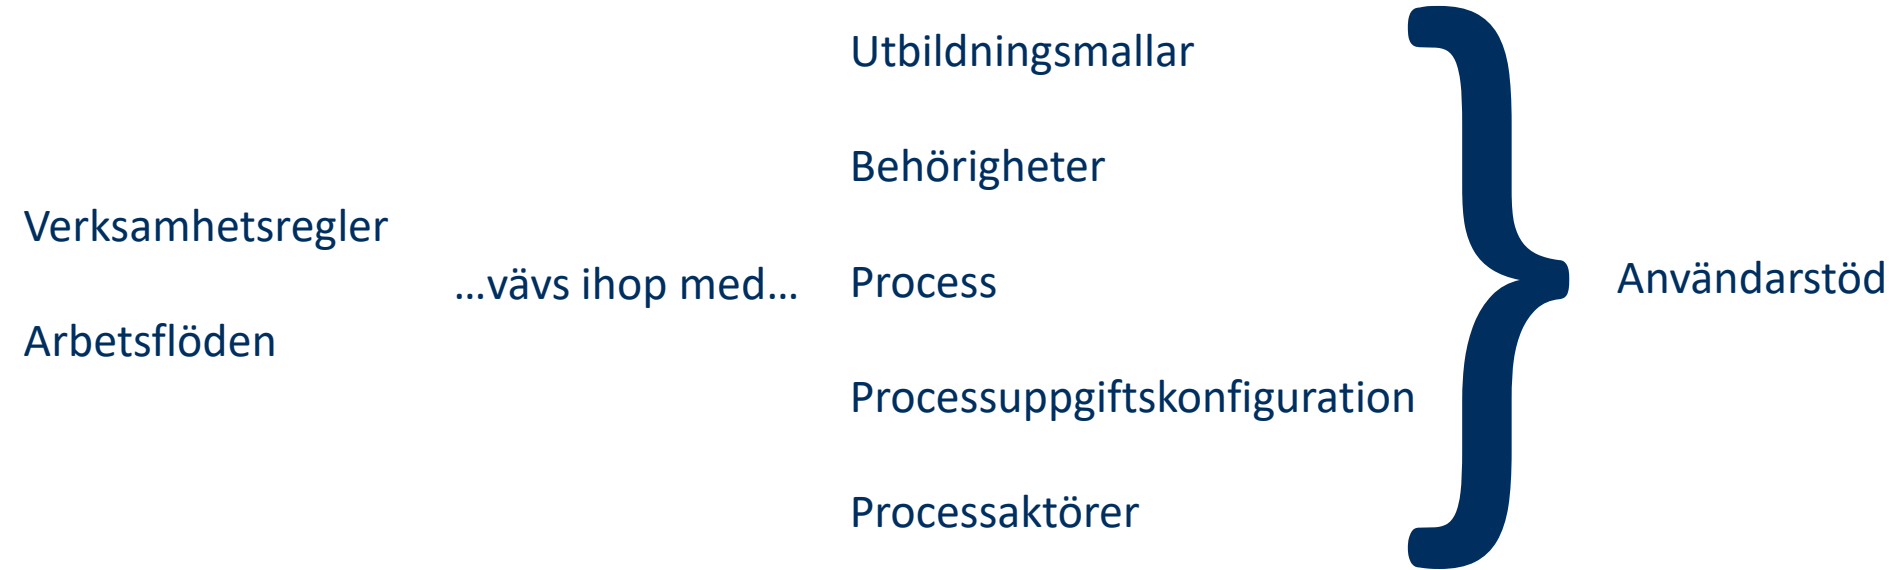 Verksamhetsregler
Arbetsflöden
…vävs ihop med…
Utbildningsmallar
Behörigheter
Process
Processuppgiftskonfiguration
Processaktörer
}
Användarstöd